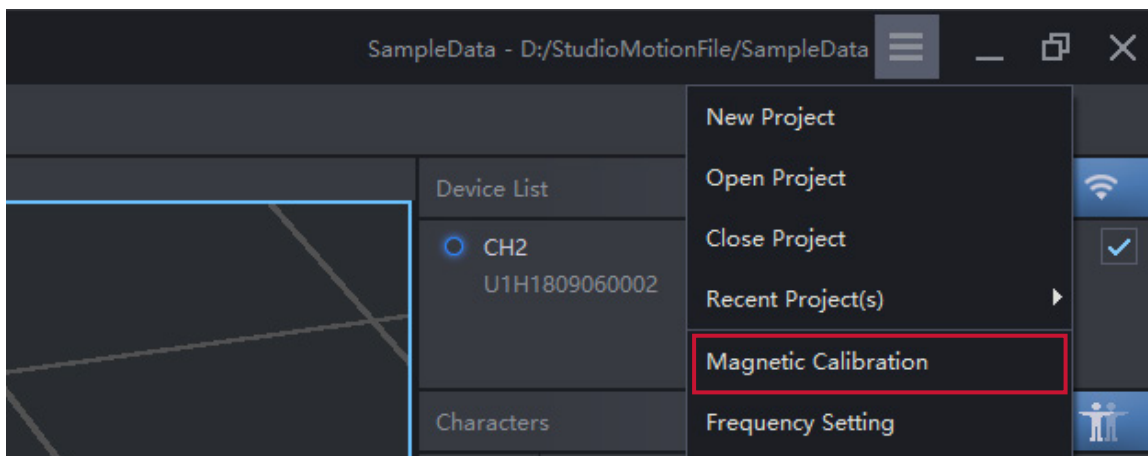 SampleData - D:/StudioMotionFile/SampleData
New Project
Open Project
Close Project
Recent Project(s)
Magnetic Calibration
Frequency Setting
Device List
CH2
U1H1809060002
Characters